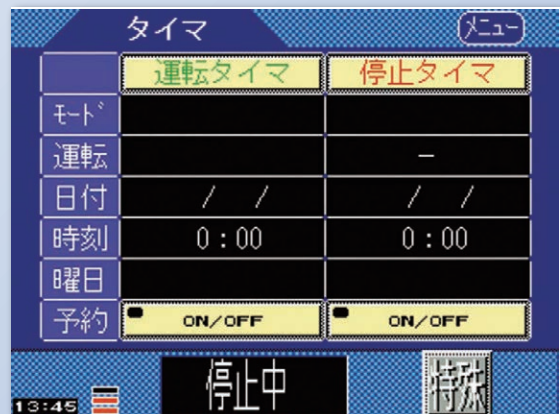 タイマ ﾒﾆｭｰ
運転タイマ 停止タイマ
ﾓｰﾄﾞ
運転 －
日付 / / / /
時刻 0:00 0:00
曜日
予約 ON/OFF ON/OFF
13:45 停止中 特殊